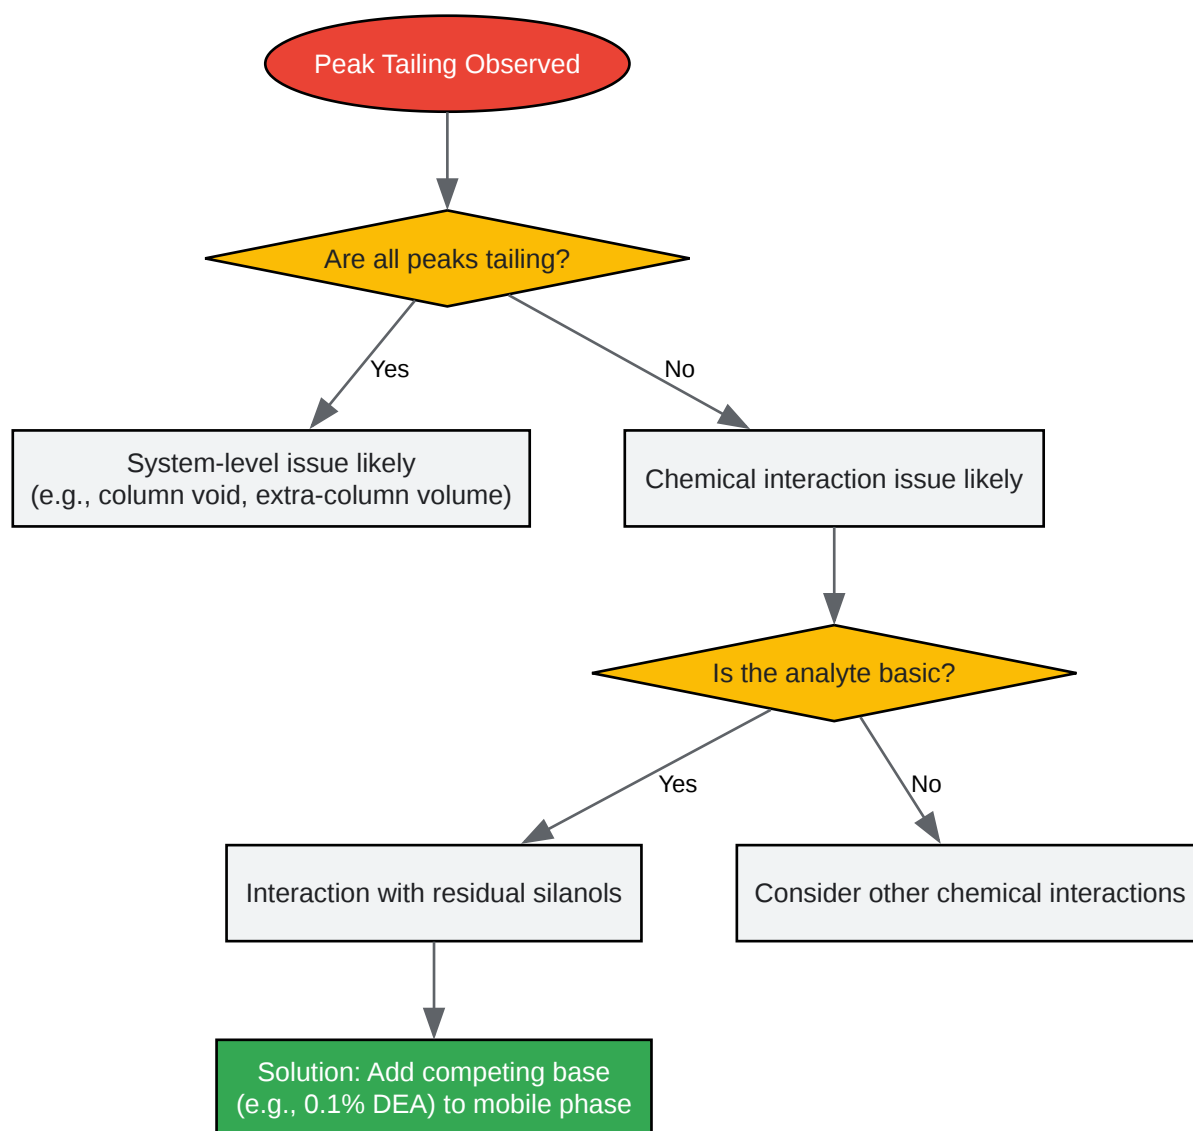 Peak Tailing Observed
Are all peaks tailing?
Yes
No
System-level issue likely
(e.g., column void, extra-column volume)
Chemical interaction issue likely
Is the analyte basic?
Yes
No
Interaction with residual silanols
Consider other chemical interactions
Solution: Add competing base
(e.g., 0.1% DEA) to mobile phase